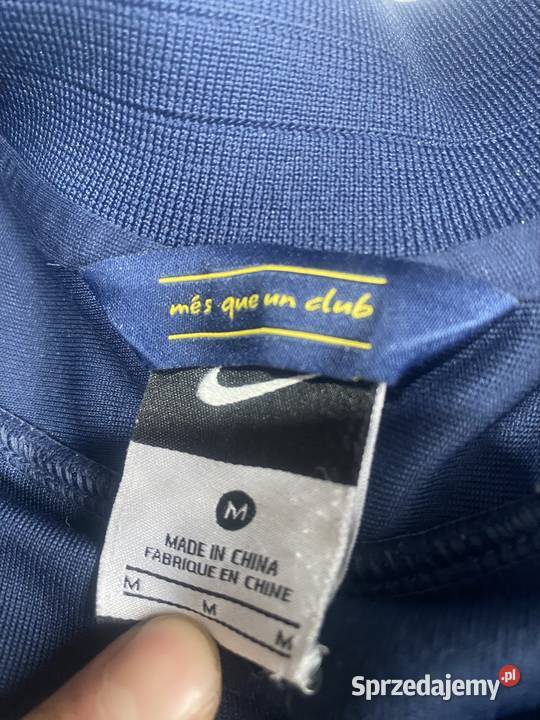 més que un club
M
MADE IN CHINA
FABRIQUE EN CHINE
M M M
Sprzedajemy.pl